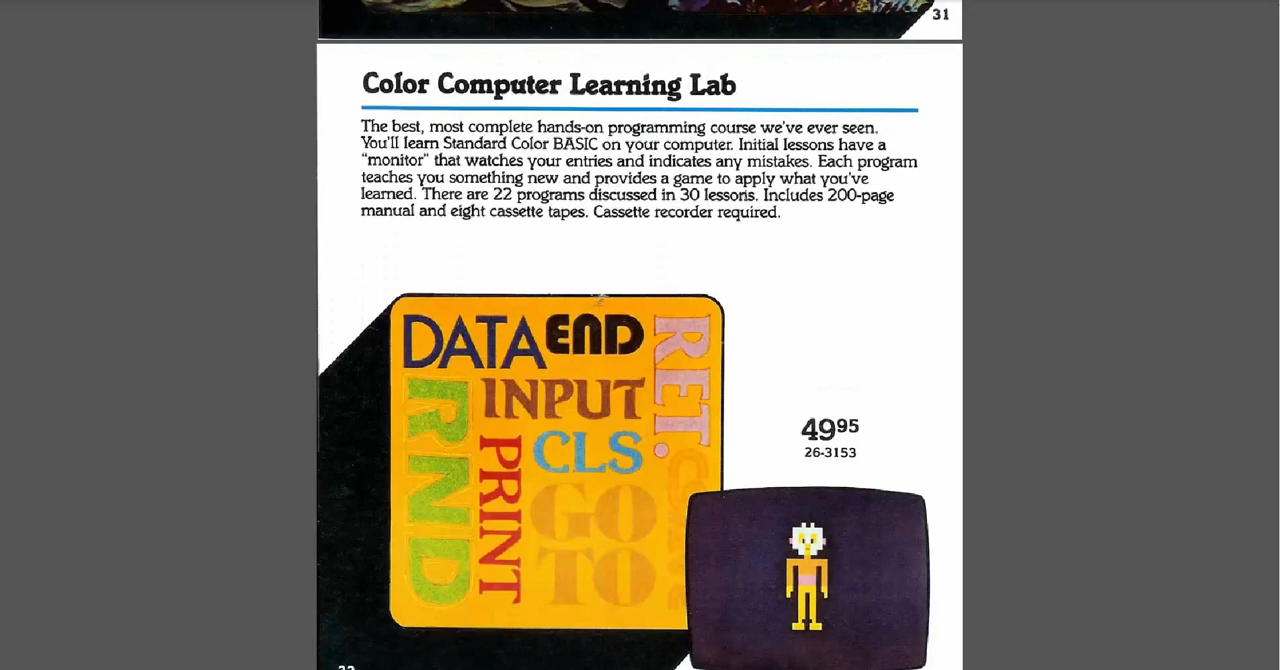 31
Color Computer Learning Lab
The best, most complete hands-on programming course we've ever seen.
You'll learn Standard Color BASIC on your computer. Initial lessons have a
"monitor" that watches your entries and indicates any mistakes. Each program
teaches you something new and provides a game to apply what you've
learned. There are 22 programs discussed in 30 lessons. Includes 200-page
manual and eight cassette tapes. Cassette recorder required.
DATA END
RET.
RND
INPUT
PRINT
CLS
GO
TO
49⁹⁵
26-3153